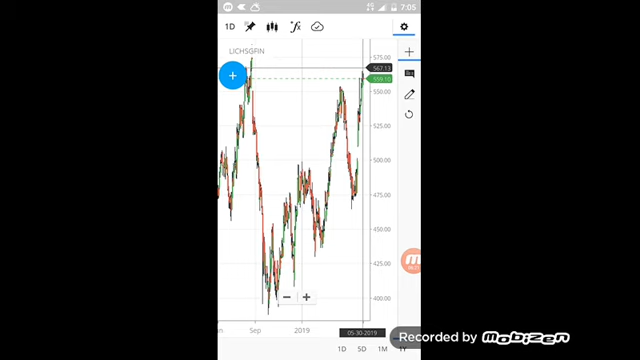 7:05
1D
LICHSGFIN
575.00
567.13
559.10
550.00
525.00
500.00
475.00
450.00
425.00
400.00
Sep
2019
05-30-2019
1D 5D 1M 1Y
Recorded by MOBIZEN